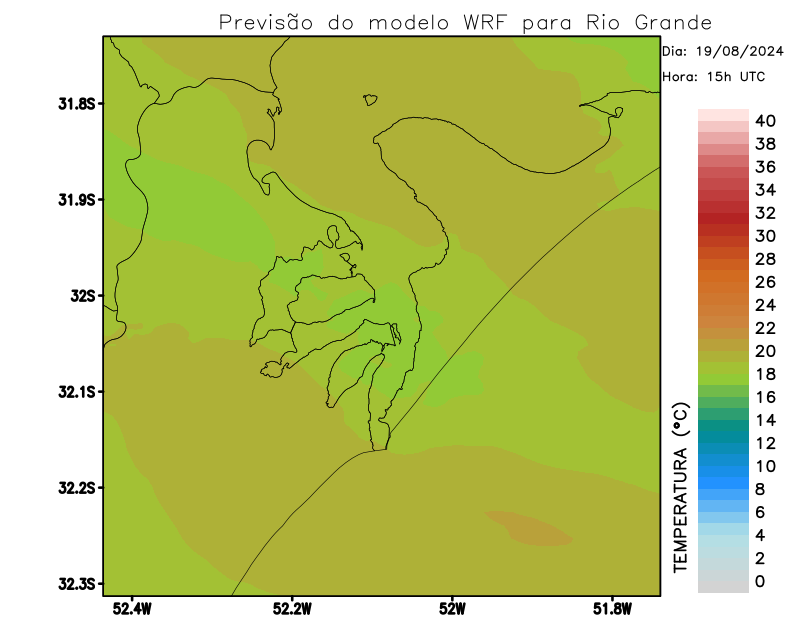 Previsão do modelo WRF para Rio Grande
Dia: 19/08/2024
Hora: 15h UTC
31.8S
31.9S
32S
32.1S
32.2S
32.3S
52.4W
52.2W
52W
51.8W
TEMPERATURA (°C)
40
38
36
34
32
30
28
26
24
22
20
18
16
14
12
10
8
6
4
2
0